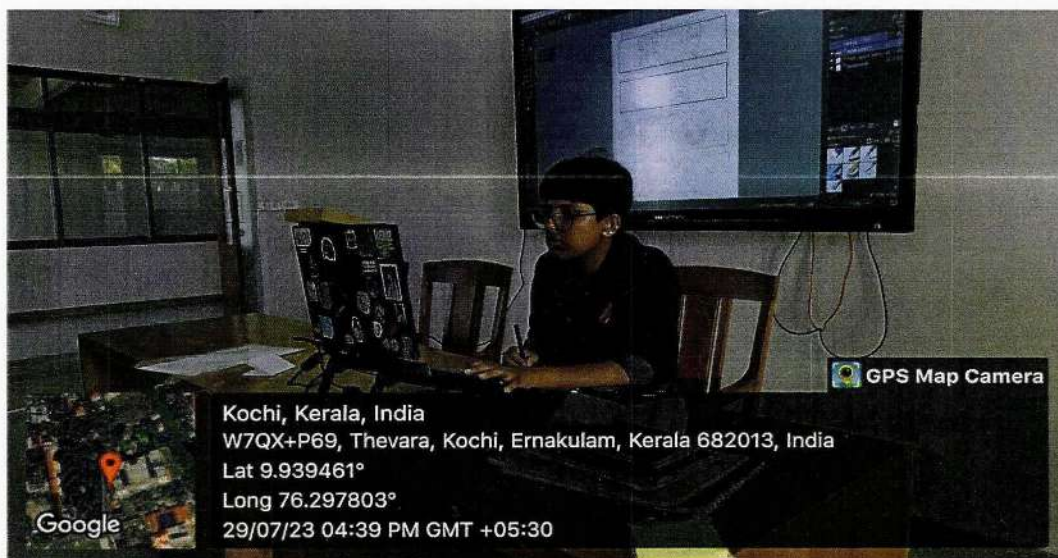 GPS Map Camera
Kochi, Kerala, India
W7QX+P69, Thevara, Kochi, Ernakulam, Kerala 682013, India
Lat 9.939461°
Long 76.297803°
29/07/23 04:39 PM GMT +05:30
Google